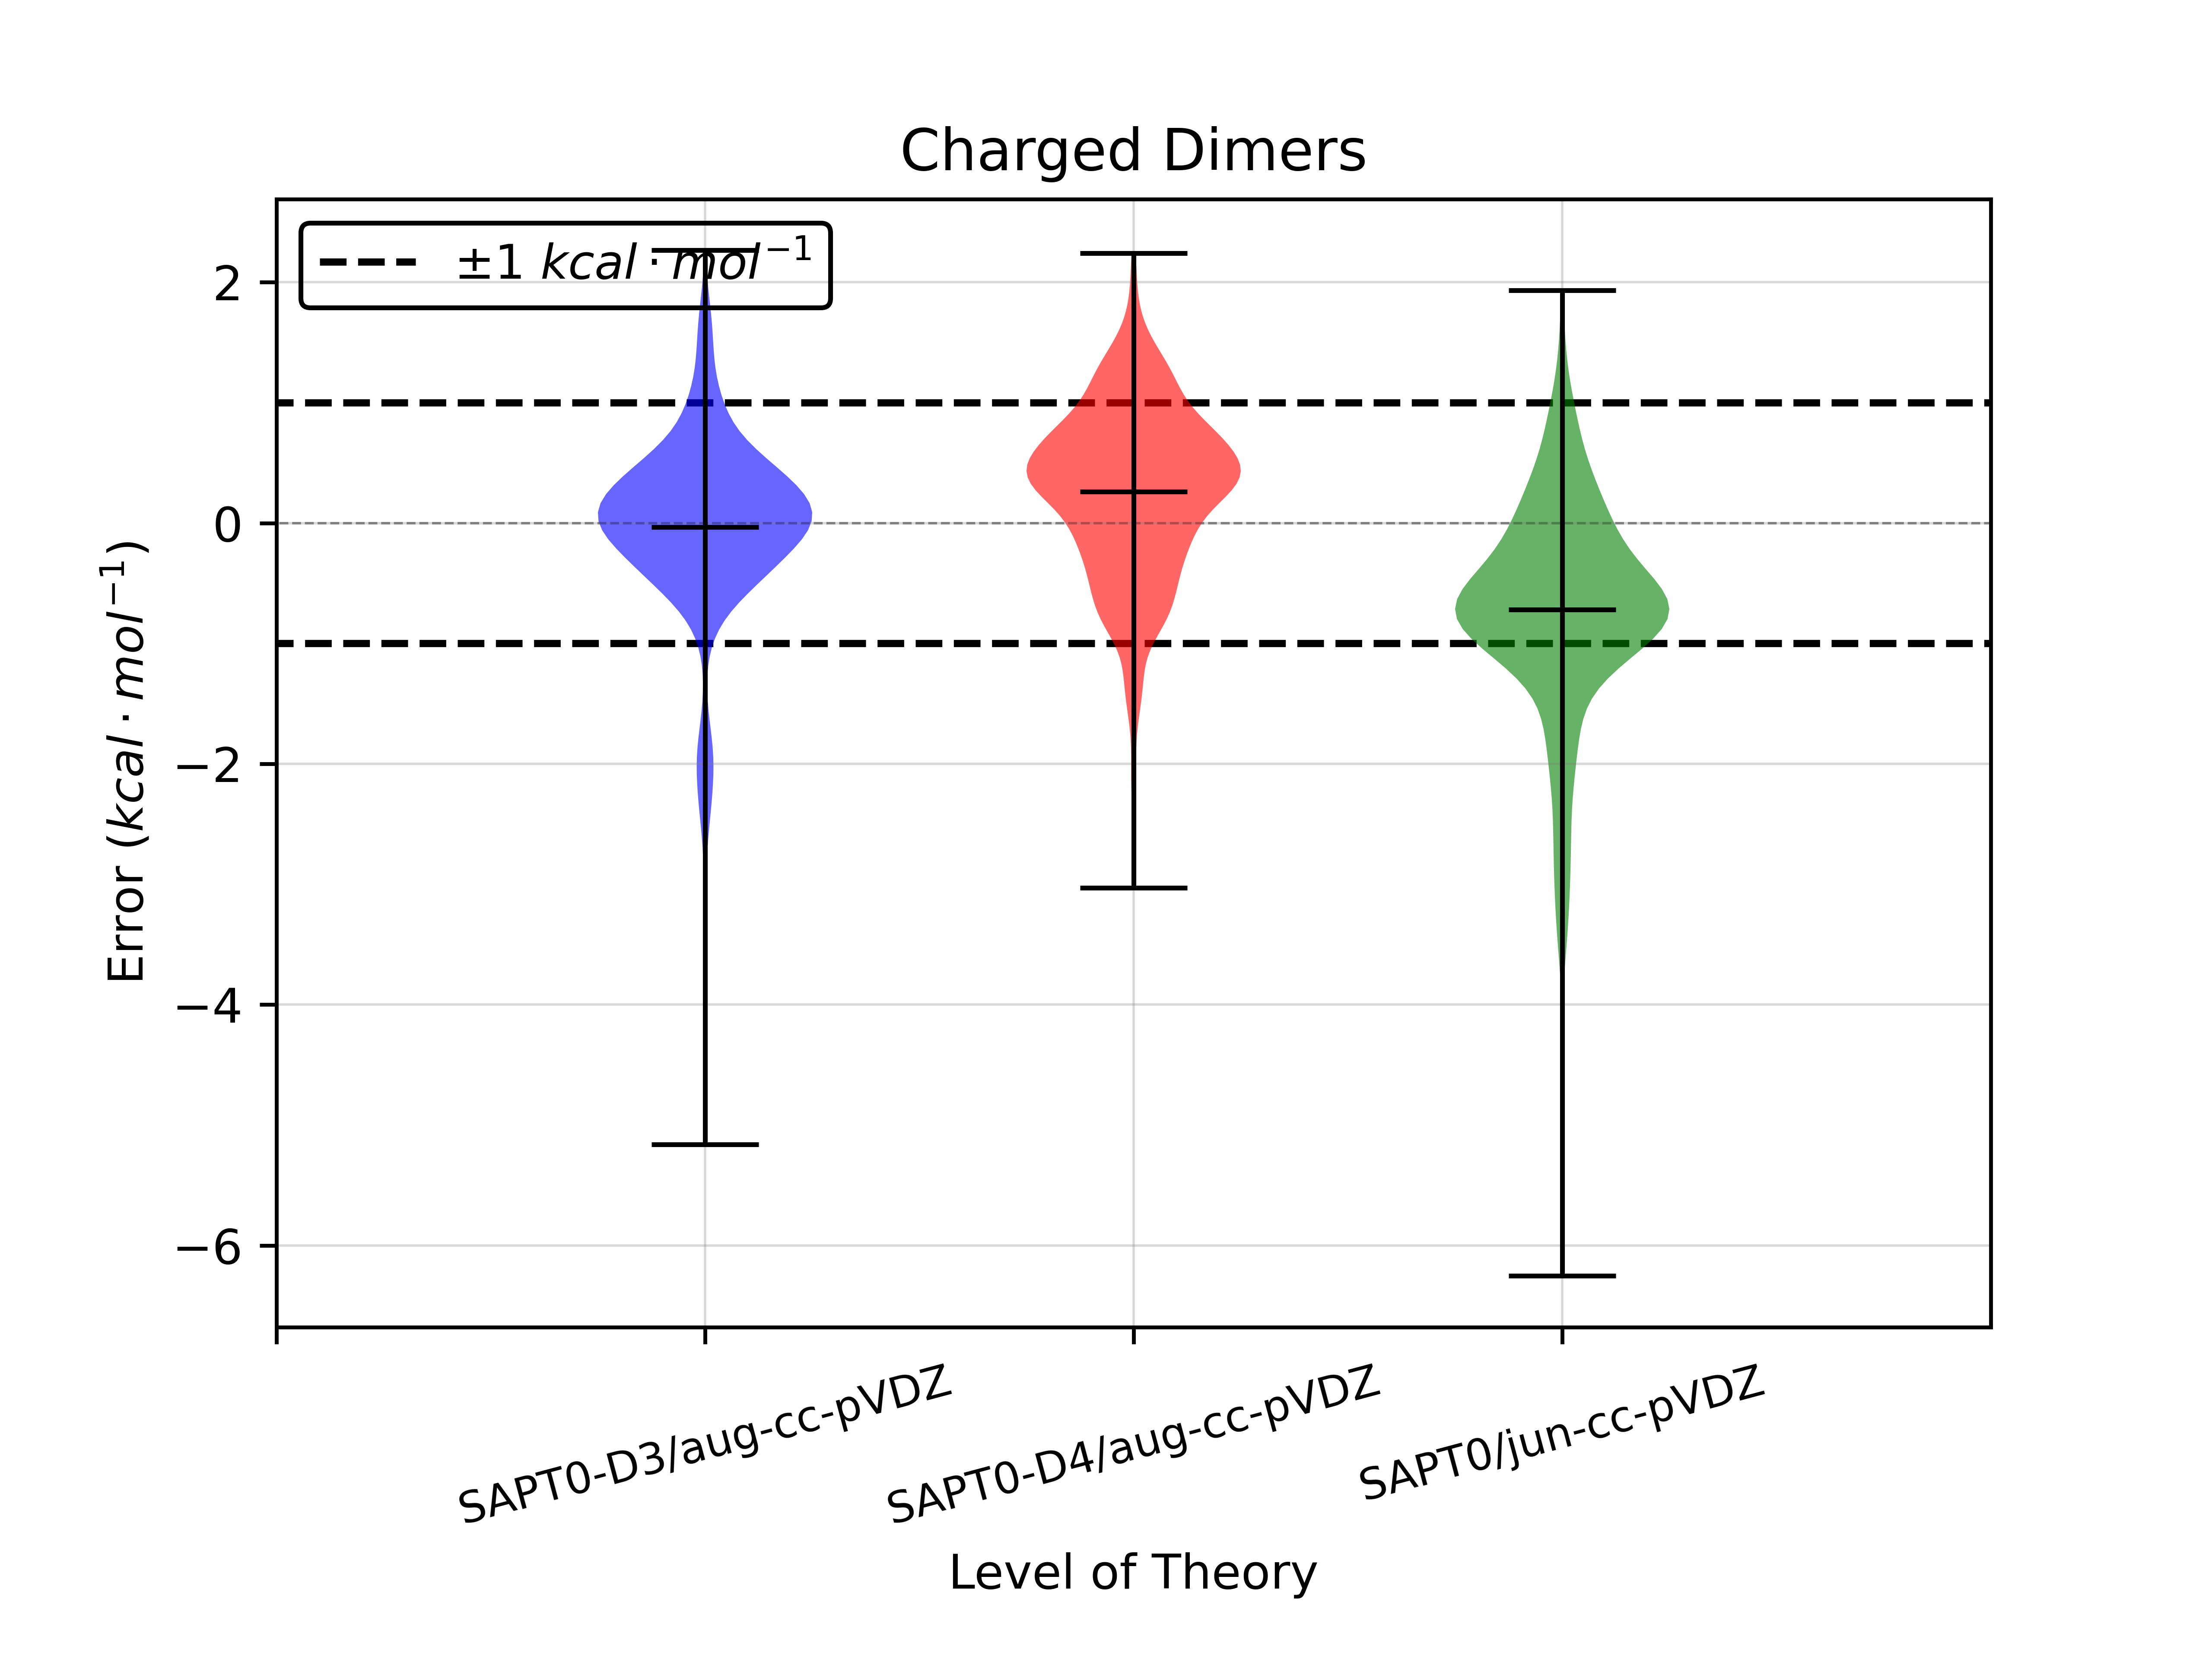 Charged Dimers
±1 kcal · mol⁻¹
2
0
−2
−4
−6
Error (kcal · mol⁻¹)
SAPT0-D3/aug-cc-pVDZ
SAPT0-D4/aug-cc-pVDZ
SAPT0/jun-cc-pVDZ
Level of Theory